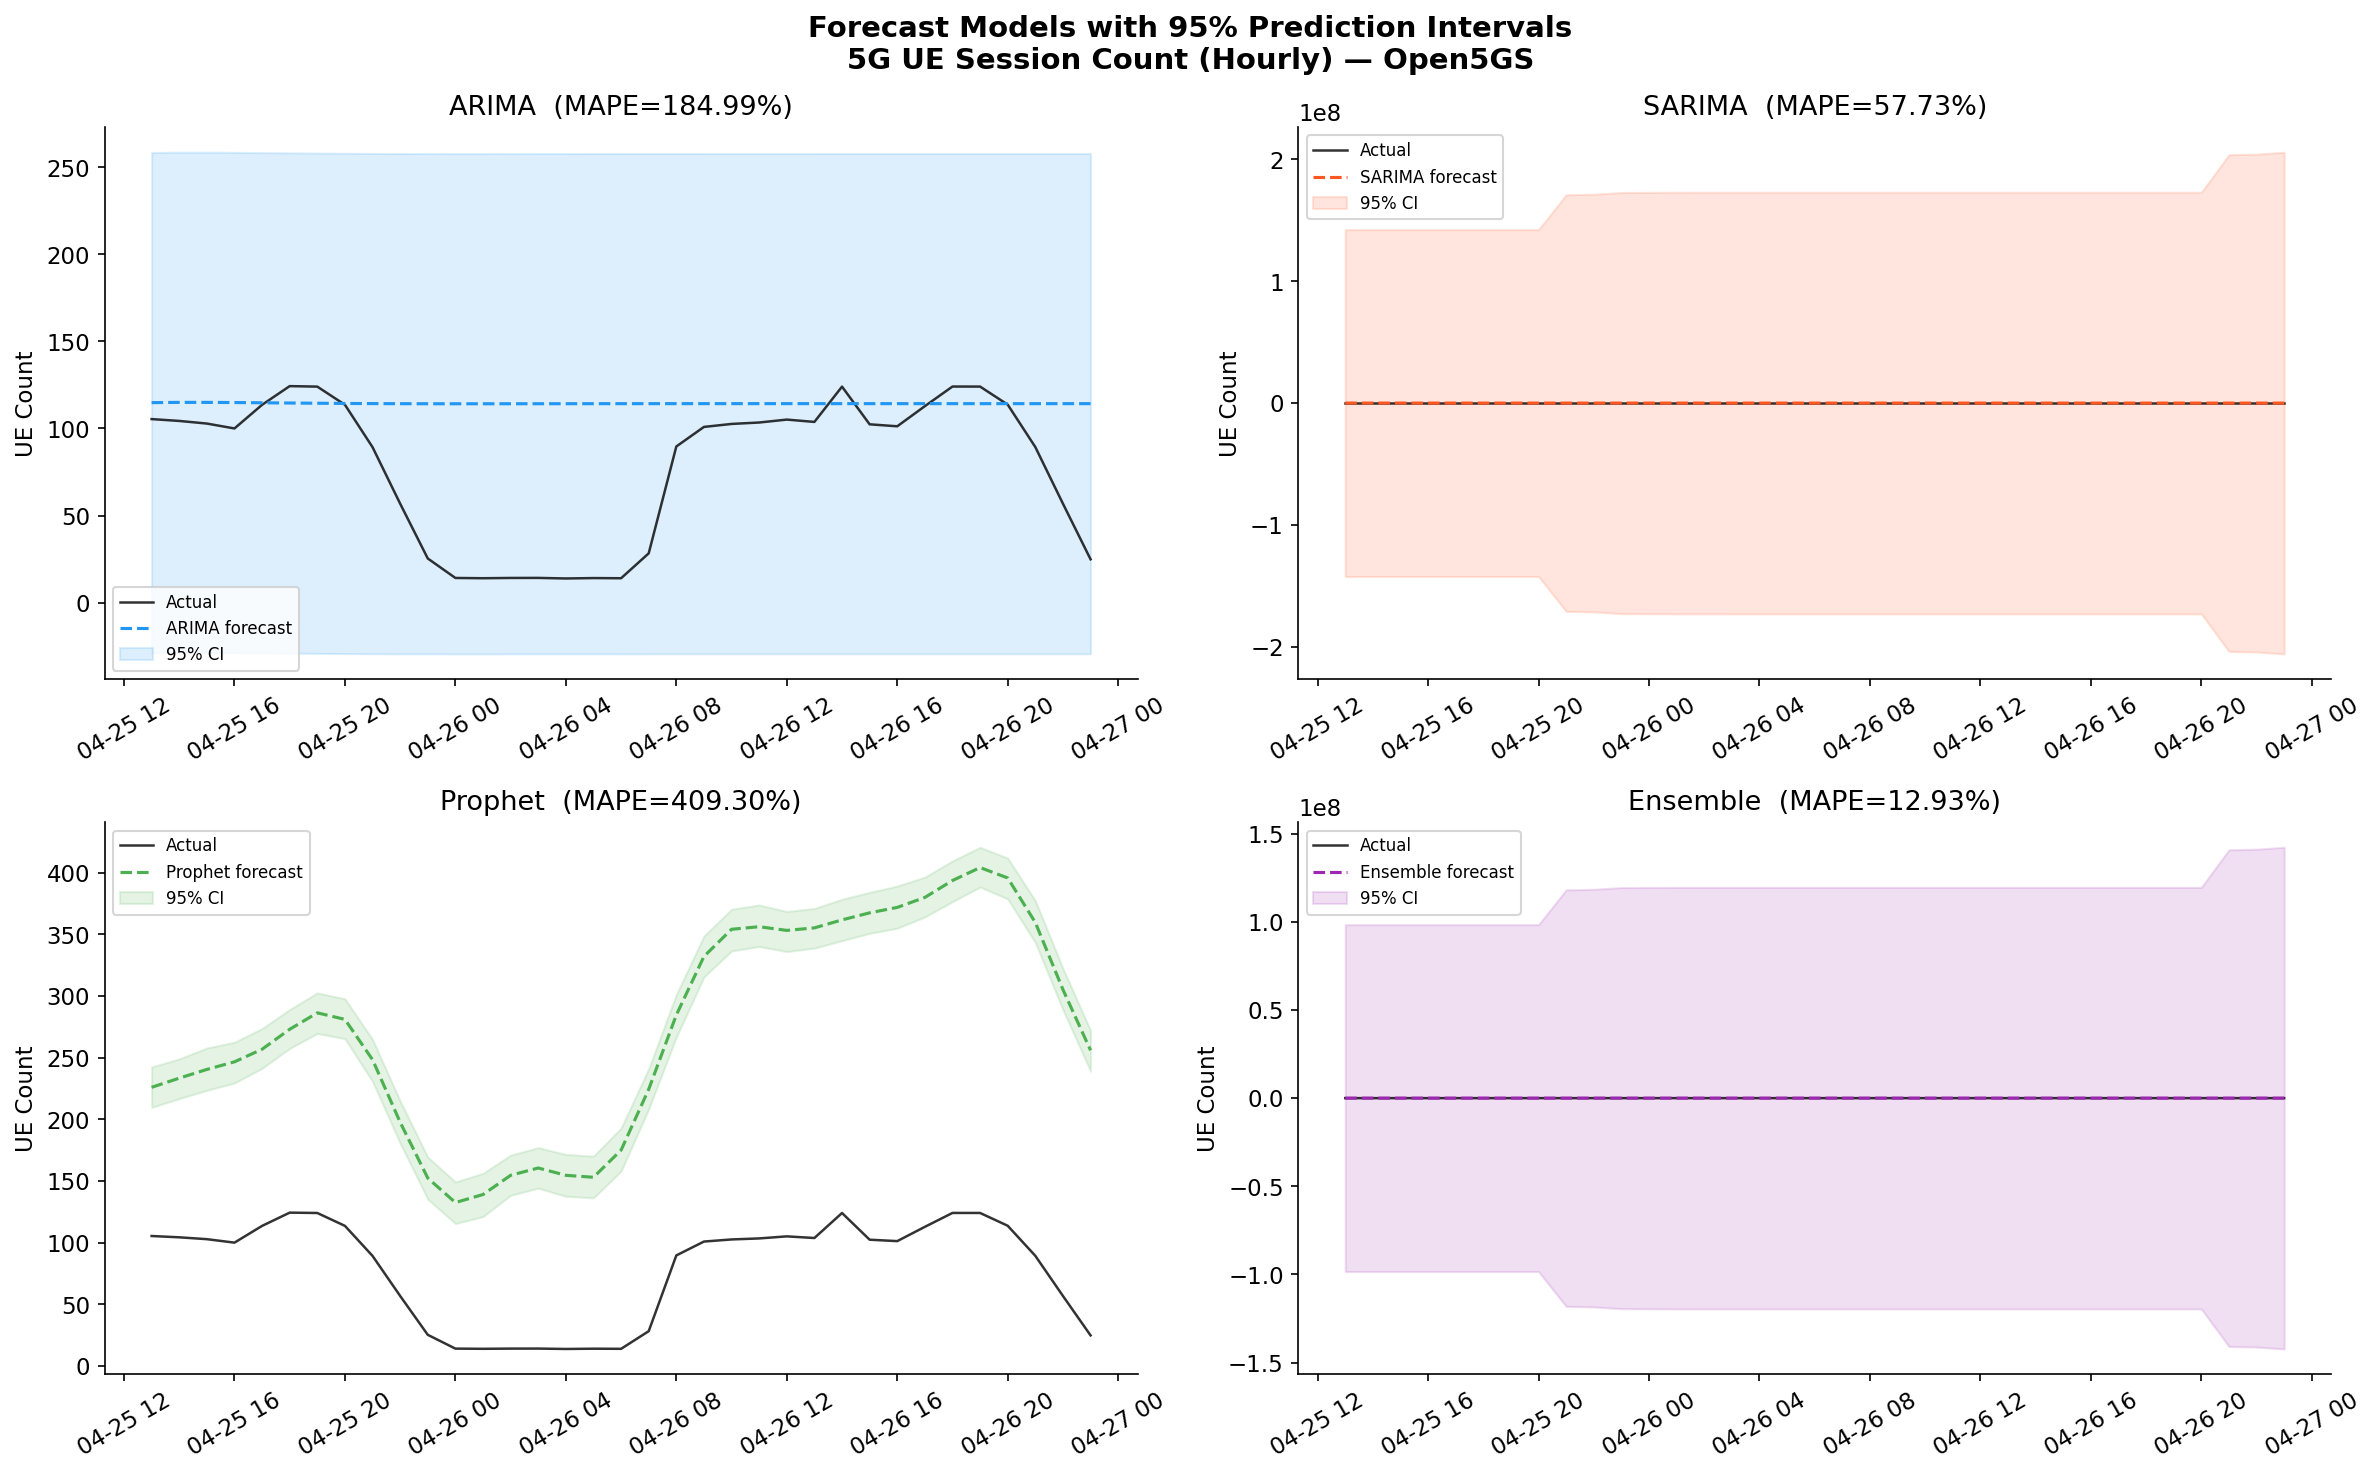 Forecast Models with 95% Prediction Intervals
5G UE Session Count (Hourly) — Open5GS
ARIMA  (MAPE=184.99%)
250
200
150
100
50
0
UE Count
Actual
ARIMA forecast
95% CI
04-25 12
04-25 16
04-25 20
04-26 00
04-26 04
04-26 08
04-26 12
04-26 16
04-26 20
04-27 00
SARIMA  (MAPE=57.73%)
1e8
2
1
0
−1
−2
UE Count
Actual
SARIMA forecast
95% CI
04-25 12
04-25 16
04-25 20
04-26 00
04-26 04
04-26 08
04-26 12
04-26 16
04-26 20
04-27 00
Prophet  (MAPE=409.30%)
400
350
300
250
200
150
100
50
0
UE Count
Actual
Prophet forecast
95% CI
04-25 12
04-25 16
04-25 20
04-26 00
04-26 04
04-26 08
04-26 12
04-26 16
04-26 20
04-27 00
Ensemble  (MAPE=12.93%)
1e8
1.5
1.0
0.5
0.0
−0.5
−1.0
−1.5
UE Count
Actual
Ensemble forecast
95% CI
04-25 12
04-25 16
04-25 20
04-26 00
04-26 04
04-26 08
04-26 12
04-26 16
04-26 20
04-27 00